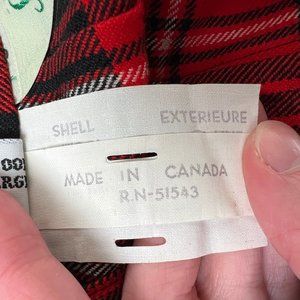 SHELL EXTERIEURE
MADE IN CANADA
R.N-51543